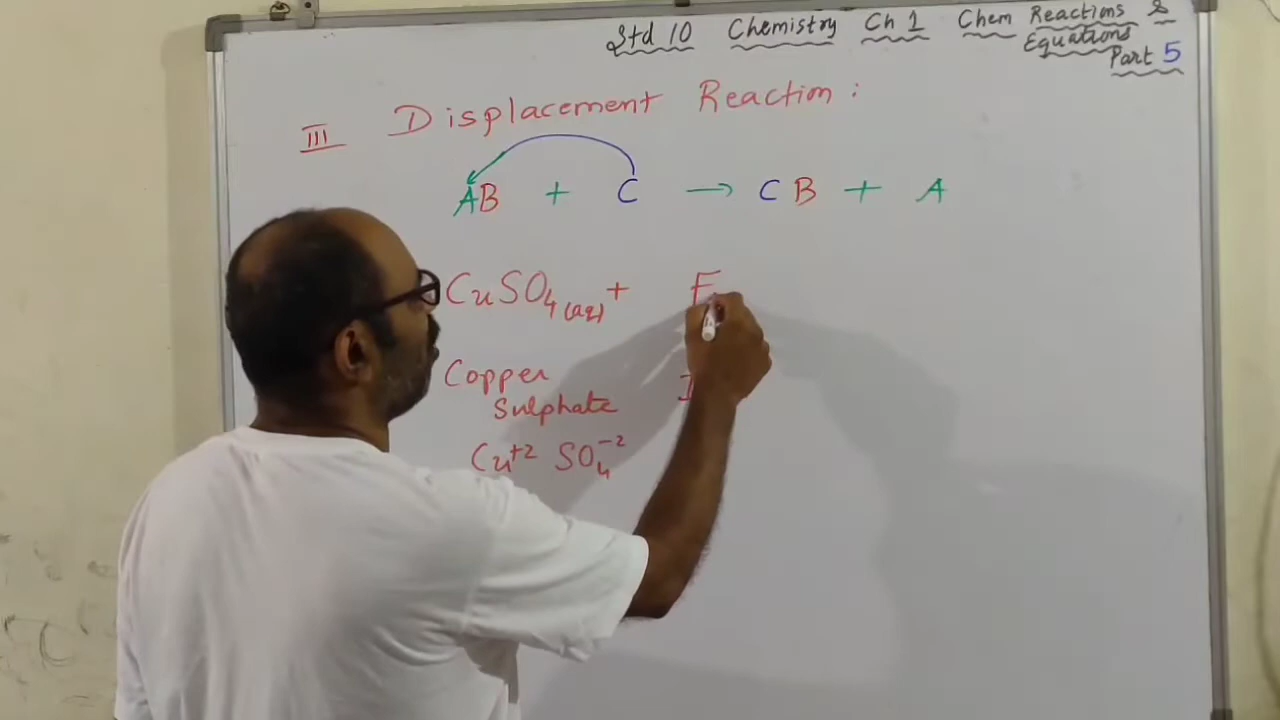 Std 10 Chemistry Ch 1 Chem Reactions &
Equations
Part 5
III Displacement Reaction :
AB + C → CB + A
CuSO4(aq) + F
Copper I
Sulphate
Cu+2 SO4-2